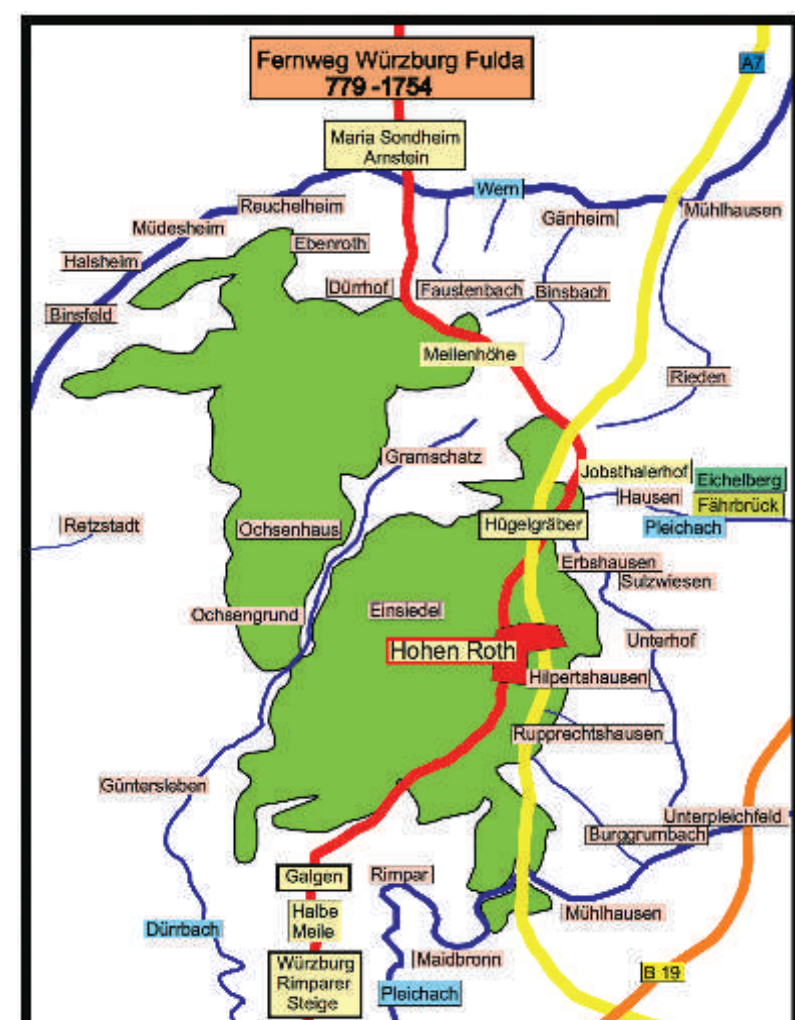 Fernweg Würzburg Fulda
779 -1754
A7
Maria Sondheim
Arnstein
Wern
Reuchelheim
Mühlhausen
Gänheim
Müdesheim
Ebenroth
Halsheim
Dürrhof
Faustenbach
Binsbach
Binsfeld
Meilenhöhe
Rieden
Gramschatz
Jobsthalerhof
Eichelberg
Hausen
Fährbrück
Retzstadt
Ochsenhaus
Hügelgräber
Pleichach
Erbshausen
Sulzwiesen
Einsiedel
Ochsengrund
Unterhof
Hohen Roth
Hilpertshausen
Rupprechtshausen
Güntersleben
Unterpleichfeld
Burggrumbach
Galgen
Rimpar
Halbe
Meile
Mühlhausen
Dürrbach
Maidbronn
Würzburg
Rimparer
Steige
B 19
Pleichach